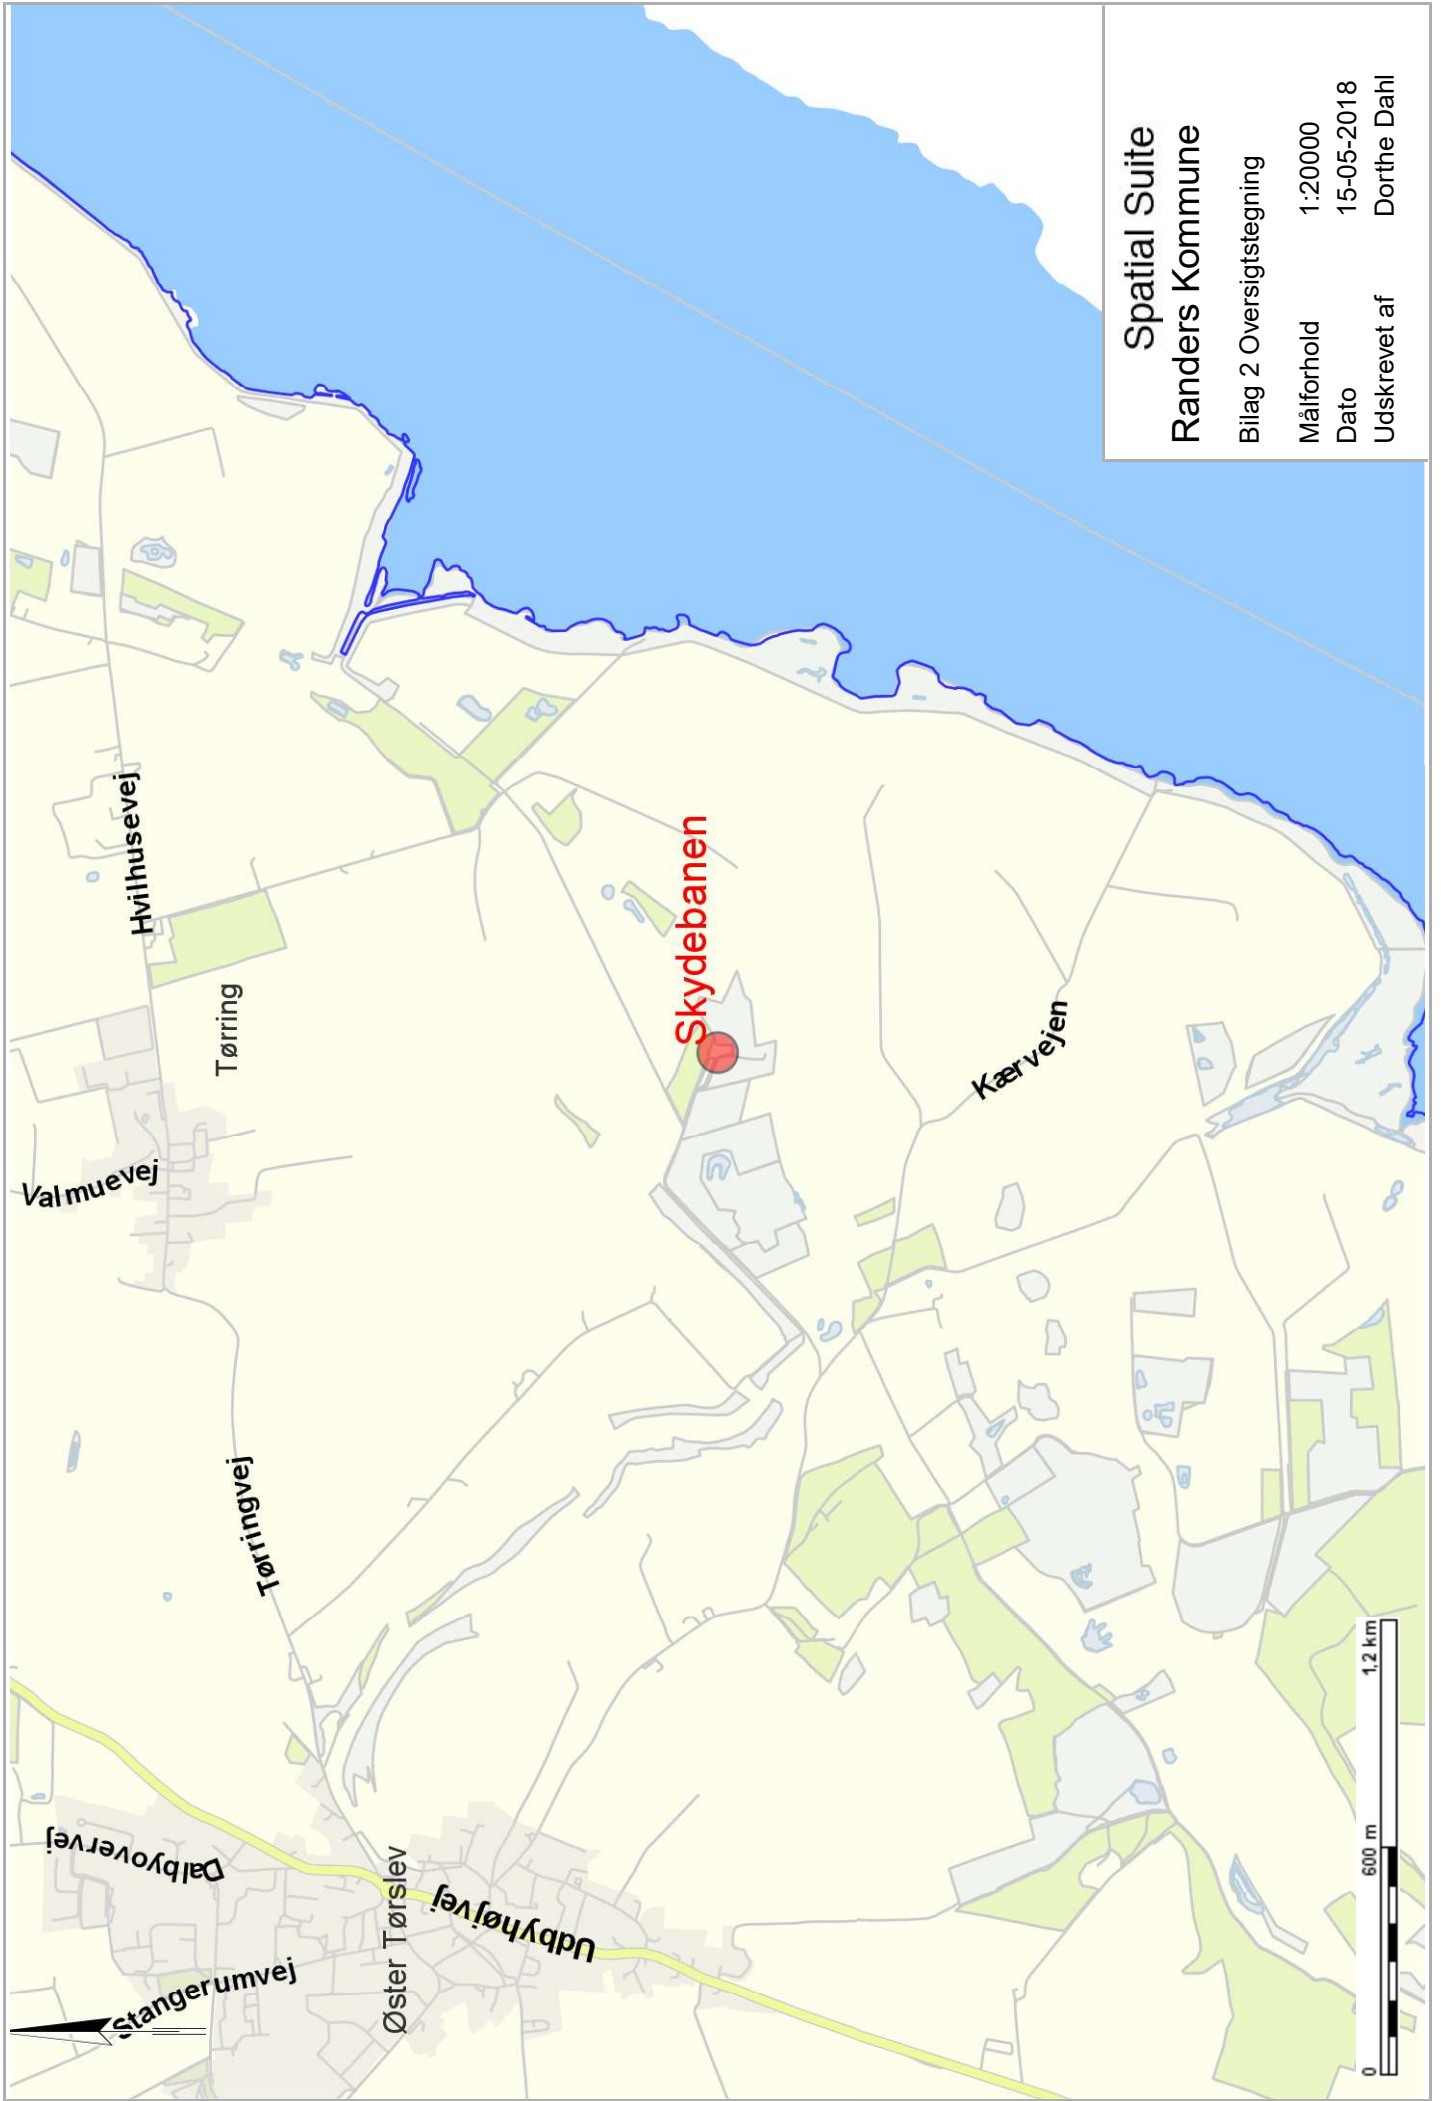 Spatial Suite
Randers Kommune
Bilag 2 Oversigtstegning
Målforhold 1:20000
Dato 15-05-2018
Udskrevet af Dorthe Dahl
Stangerumvej
Dalbyovervej
Øster Tørslev
Udbyhøjvej
Tørringvej
Valmuevej
Tørring
Hvilhusevej
Skydebanen
Kærvejen
0 600 m 1,2 km